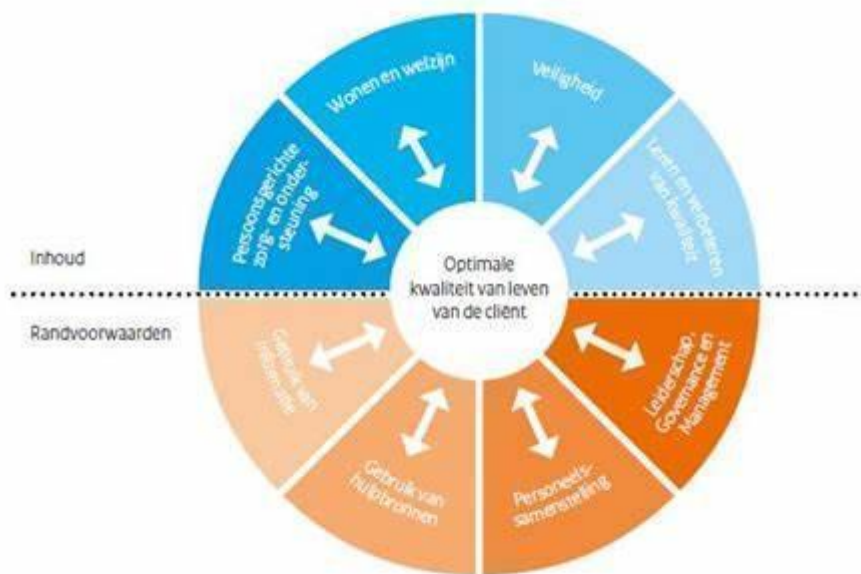 Wonen en welzijn
Veiligheid
Persoonsgerichte
zorg- en onder-
steuning
Leren en verbeteren
van kwaliteit
Inhoud
Optimale
kwaliteit van leven
van de cliënt
Randvoorwaarden
Gebruik van
informatie
Leiderschap,
Governance en
Management
Gebruik van
hulpbronnen
Personeels-
samenstelling